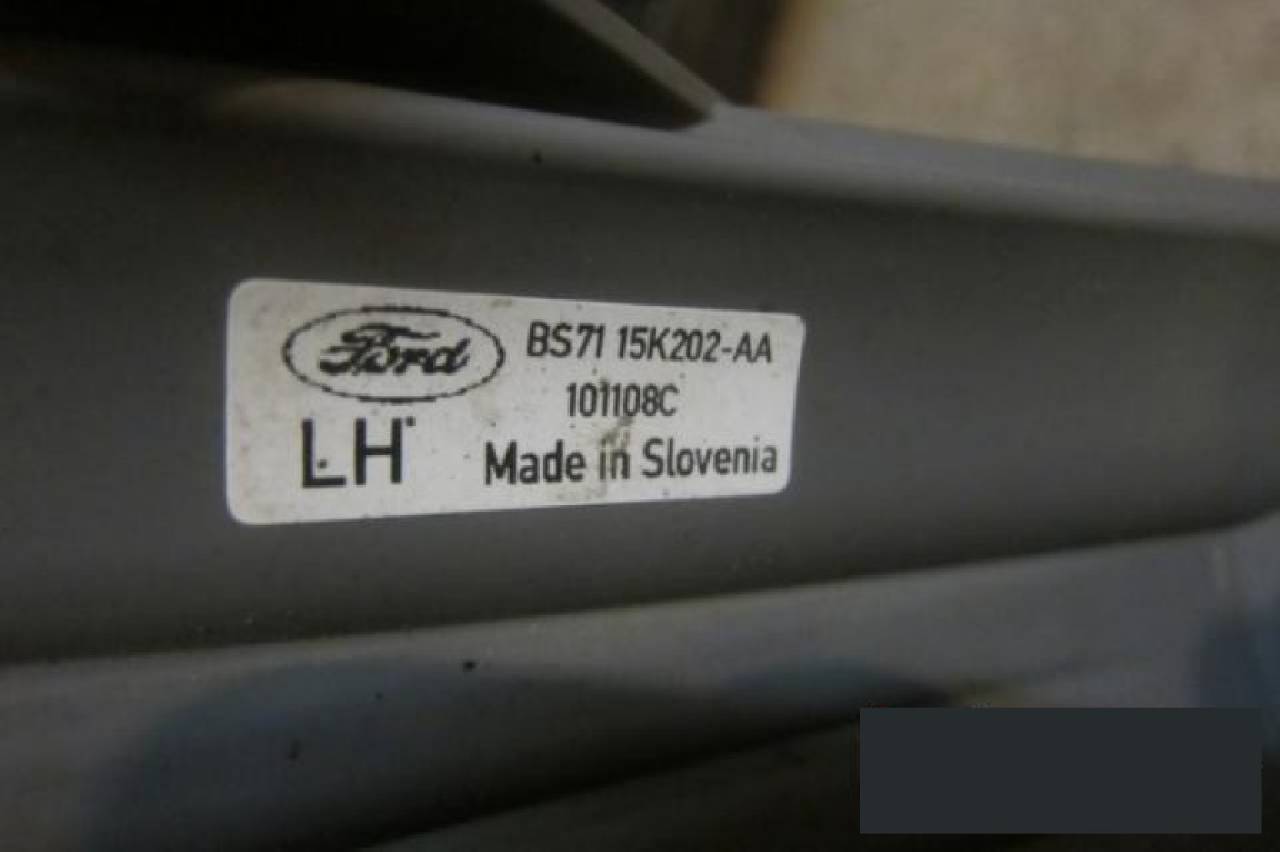 Ford
BS71 15K202-AA
101108C
LH
Made in Slovenia